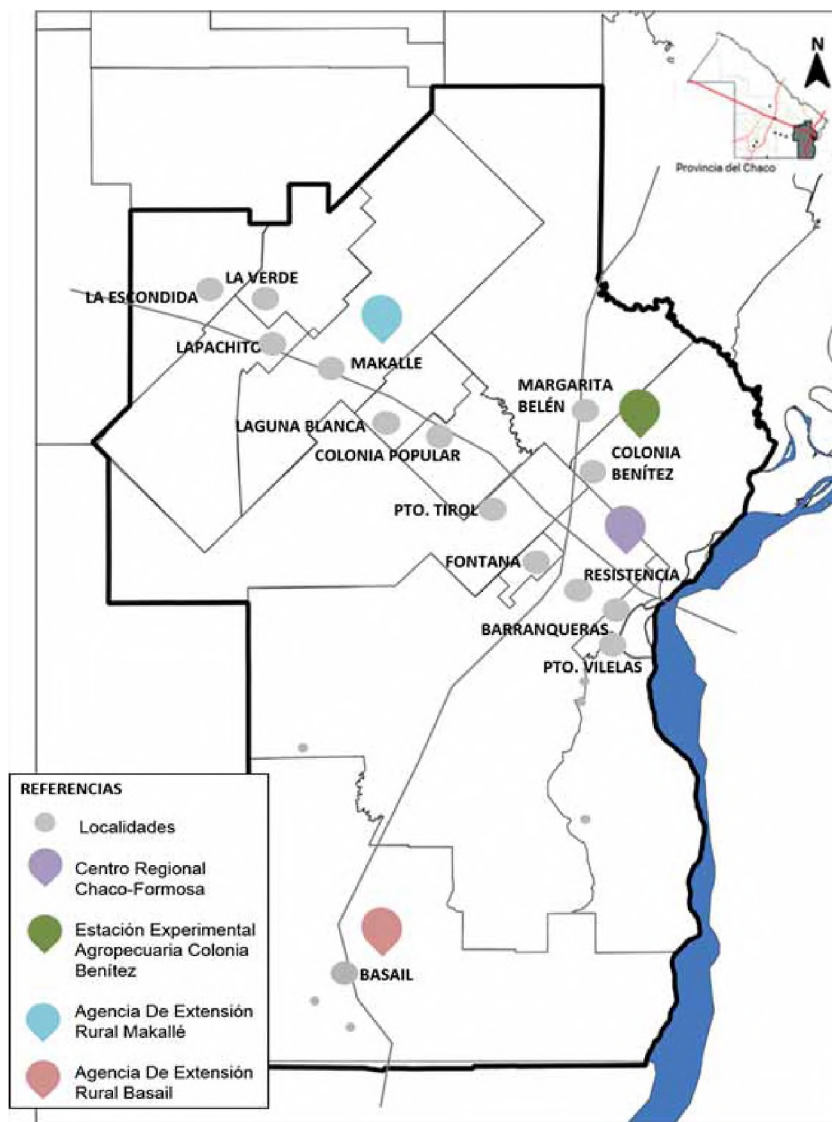 N
Provincia del Chaco
LA VERDE
LA ESCONDIDA
LAPACHITO
MAKALLE
MARGARITA
BELÉN
LAGUNA BLANCA
COLONIA POPULAR
COLONIA
BENÍTEZ
PTO. TIROL
FONTANA
RESISTENCIA
BARRANQUERAS
PTO. VILELAS
BASAIL
REFERENCIAS
Localidades
Centro Regional
Chaco-Formosa
Estación Experimental
Agropecuaria Colonia
Benítez
Agencia De Extensión
Rural Makallé
Agencia De Extensión
Rural Basail